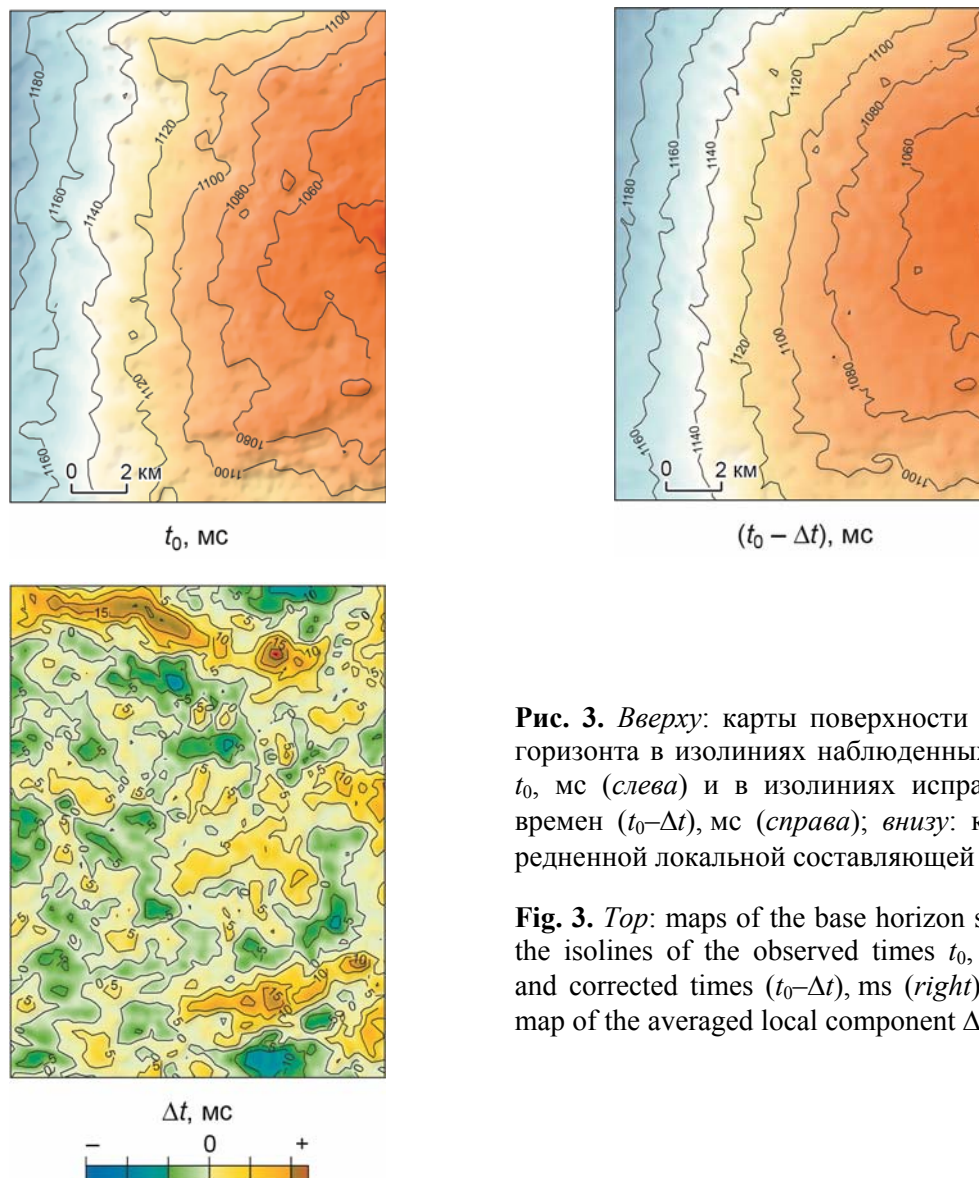 1180
1160
1140
1120
1100
1100
1080
1060
1120
1080
1100
1160
0 2 км
t₀, мс
1180
1160
1140
1120
1100
1080
1060
1120
1100
1080
1160
1140
1100
0 2 км
(t₀ – Δt), мс
15
15
10
Δt, мс
– 0 +
Рис. 3. Вверху: карты поверхности
горизонта в изолиниях наблюденных
t₀, мс (слева) и в изолиниях испра
времен (t₀–Δt), мс (справа); внизу: к
редненной локальной составляющей
Fig. 3. Top: maps of the base horizon s
the isolines of the observed times t₀,
and corrected times (t₀–Δt), ms (right)
map of the averaged local component Δ